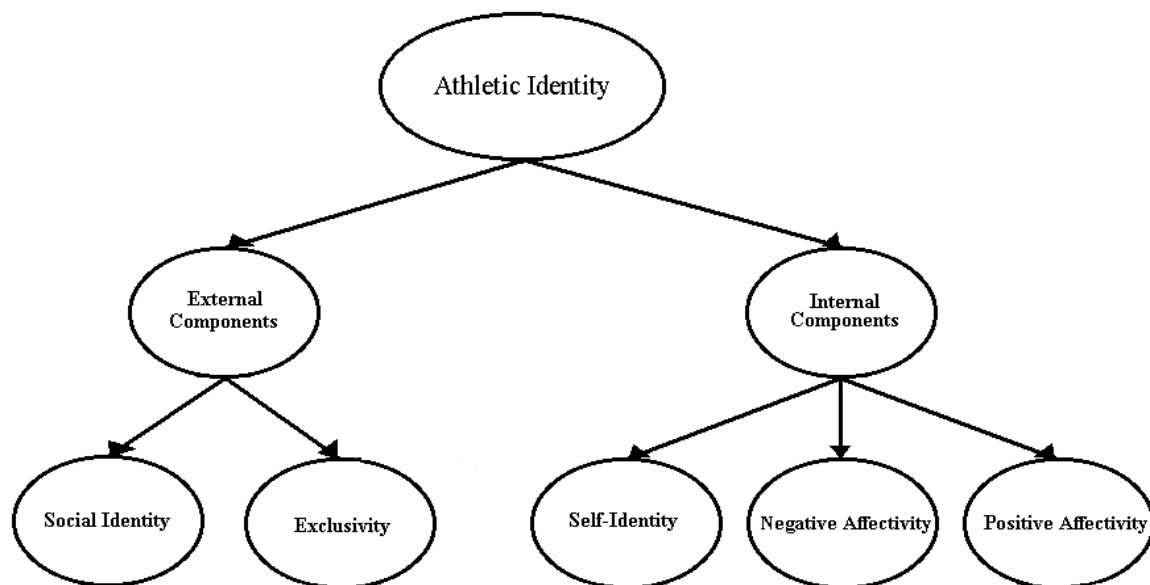 Athletic Identity
External
Components
Internal
Components
Social Identity
Exclusivity
Self-Identity
Negative Affectivity
Positive Affectivity